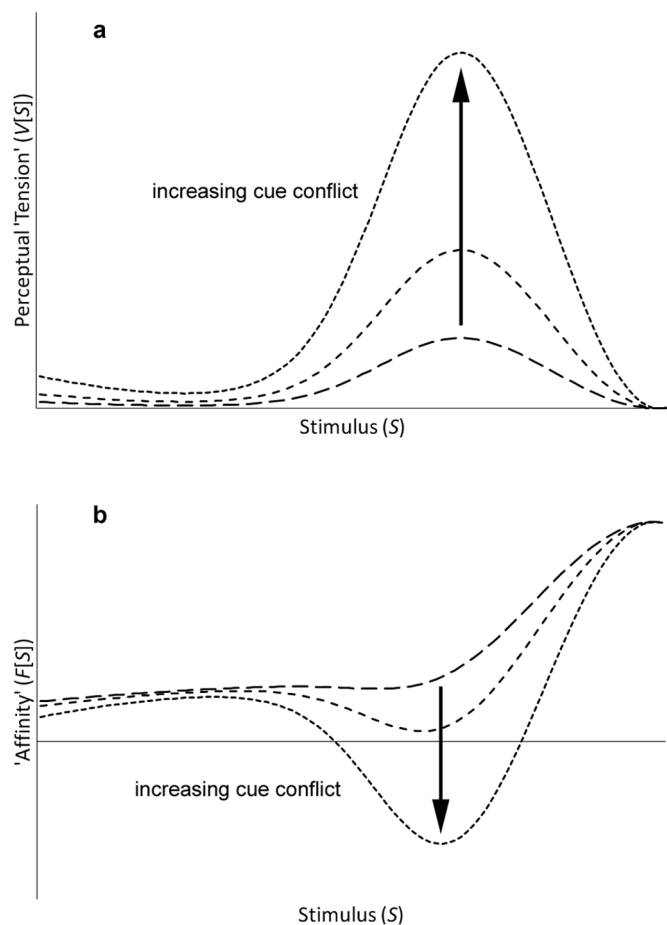 a
Perceptual 'Tension' (V[S])
increasing cue conflict
Stimulus (S)
b
'Affinity' (F[S])
increasing cue conflict
Stimulus (S)